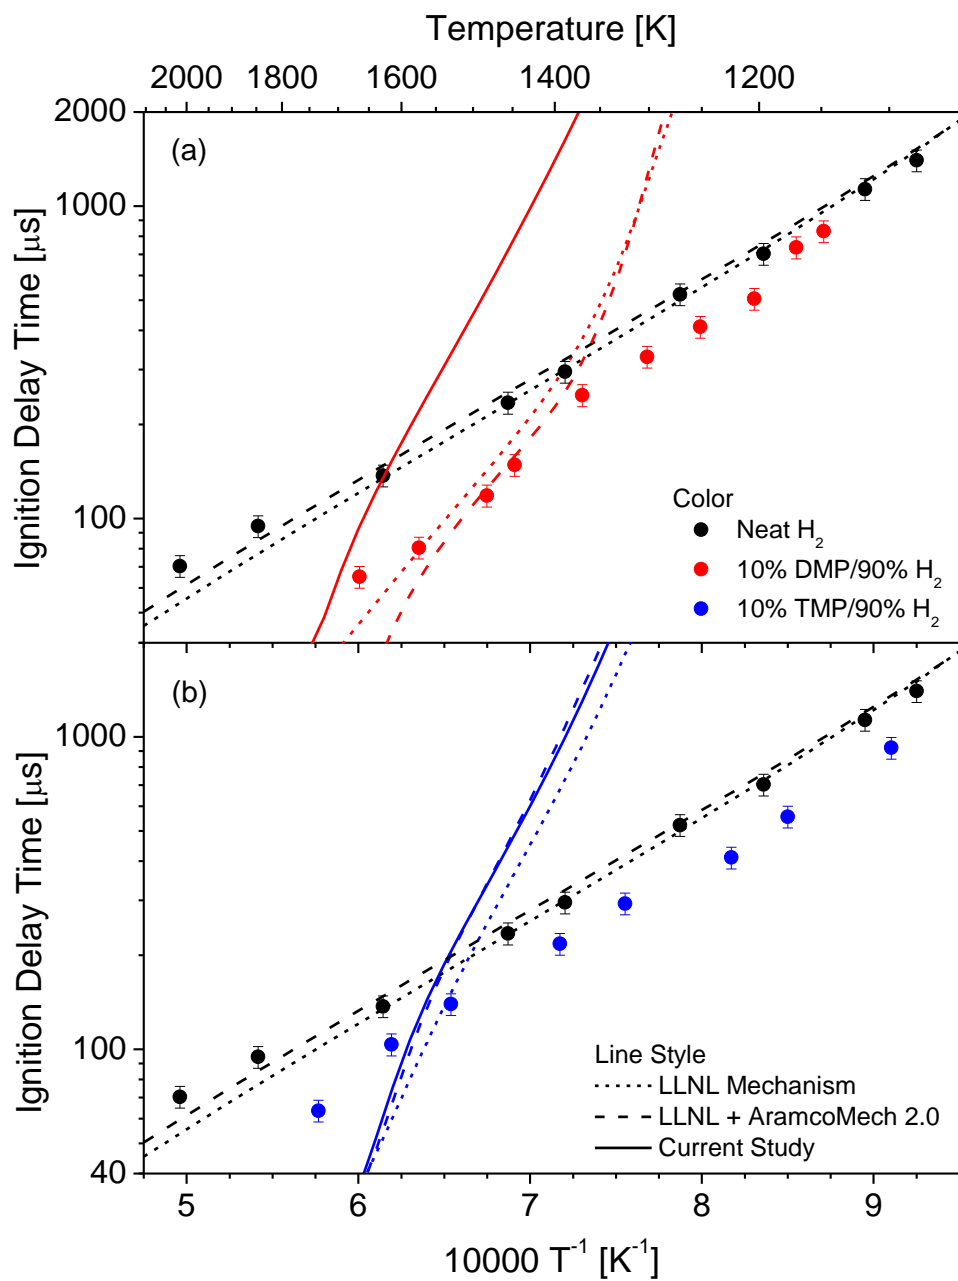 Temperature [K]
2000 1800 1600 1400 1200
2000
(a)
1000
Ignition Delay Time [μs]
100
Color
Neat H2
10% DMP/90% H2
10% TMP/90% H2
(b)
1000
Ignition Delay Time [μs]
100
Line Style
LLNL Mechanism
LLNL + AramcoMech 2.0
Current Study
40
5 6 7 8 9
10000 T-1 [K-1]